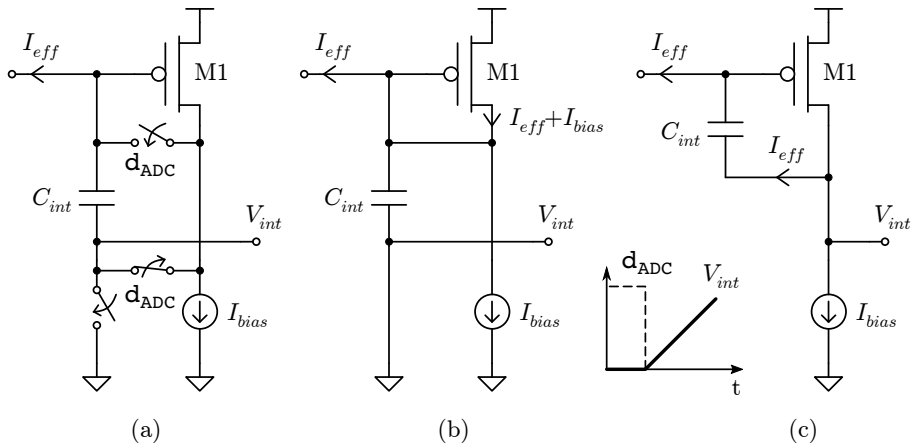 I_eff
M1
d_ADC
C_int
V_int
d_ADC
I_bias
(a)
I_eff
M1
I_eff+I_bias
C_int
V_int
I_bias
(b)
I_eff
M1
C_int
I_eff
V_int
I_bias
d_ADC
V_int
t
(c)